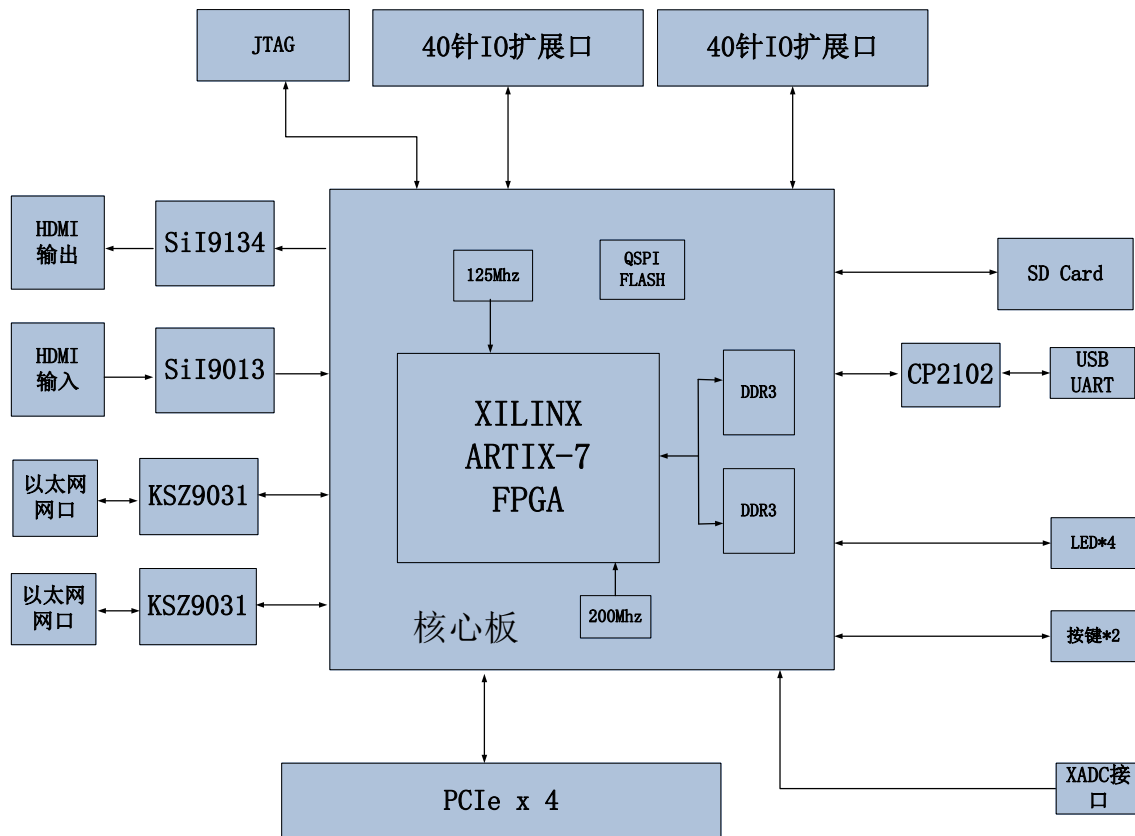 JTAG
40针IO扩展口
40针IO扩展口
HDMI
输出
SiI9134
125Mhz
QSPI
FLASH
SD Card
HDMI
输入
SiI9013
CP2102
USB
UART
XILINX
ARTIX-7
FPGA
DDR3
DDR3
以太网
网口
KSZ9031
LED*4
以太网
网口
KSZ9031
200Mhz
核心板
按键*2
PCIe x 4
XADC接
口